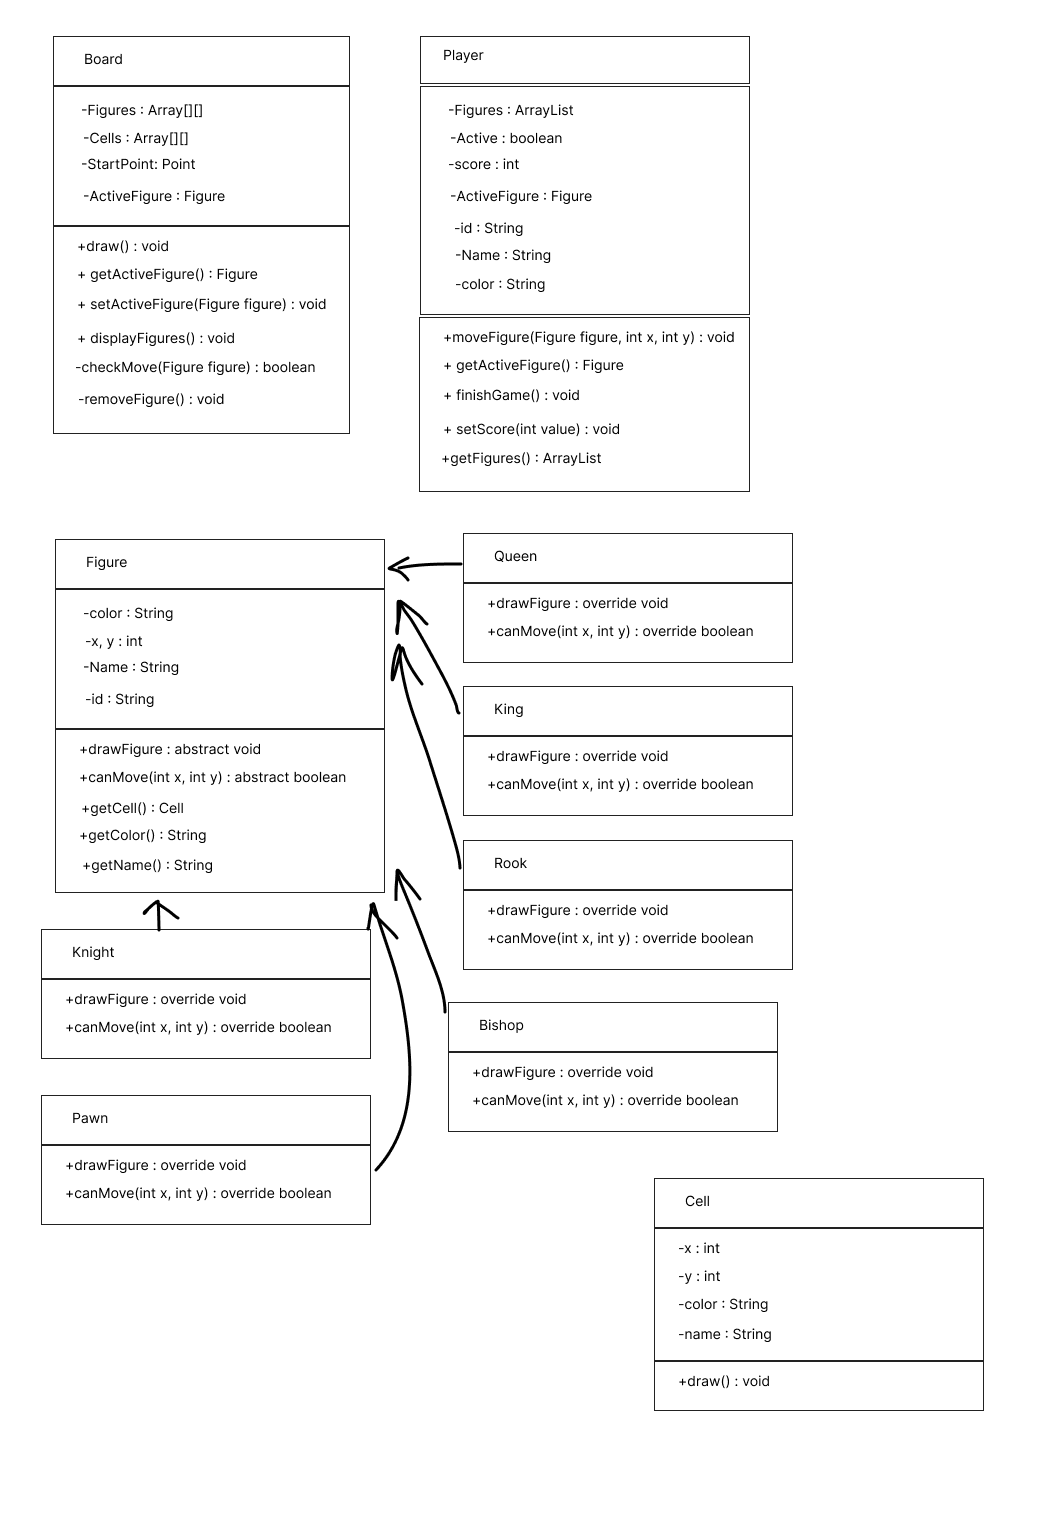 Board
-Figures : Array[][]
-Cells : Array[][]
-StartPoint: Point
-ActiveFigure : Figure
+draw() : void
+ getActiveFigure() : Figure
+ setActiveFigure(Figure figure) : void
+ displayFigures() : void
-checkMove(Figure figure) : boolean
-removeFigure() : void
Player
-Figures : ArrayList
-Active : boolean
-score : int
-ActiveFigure : Figure
-id : String
-Name : String
-color : String
+moveFigure(Figure figure, int x, int y) : void
+ getActiveFigure() : Figure
+ finishGame() : void
+ setScore(int value) : void
+getFigures() : ArrayList
Figure
-color : String
-x, y : int
-Name : String
-id : String
+drawFigure : abstract void
+canMove(int x, int y) : abstract boolean
+getCell() : Cell
+getColor() : String
+getName() : String
Queen
+drawFigure : override void
+canMove(int x, int y) : override boolean
King
+drawFigure : override void
+canMove(int x, int y) : override boolean
Rook
+drawFigure : override void
+canMove(int x, int y) : override boolean
Knight
+drawFigure : override void
+canMove(int x, int y) : override boolean
Bishop
+drawFigure : override void
+canMove(int x, int y) : override boolean
Pawn
+drawFigure : override void
+canMove(int x, int y) : override boolean
Cell
-x : int
-y : int
-color : String
-name : String
+draw() : void